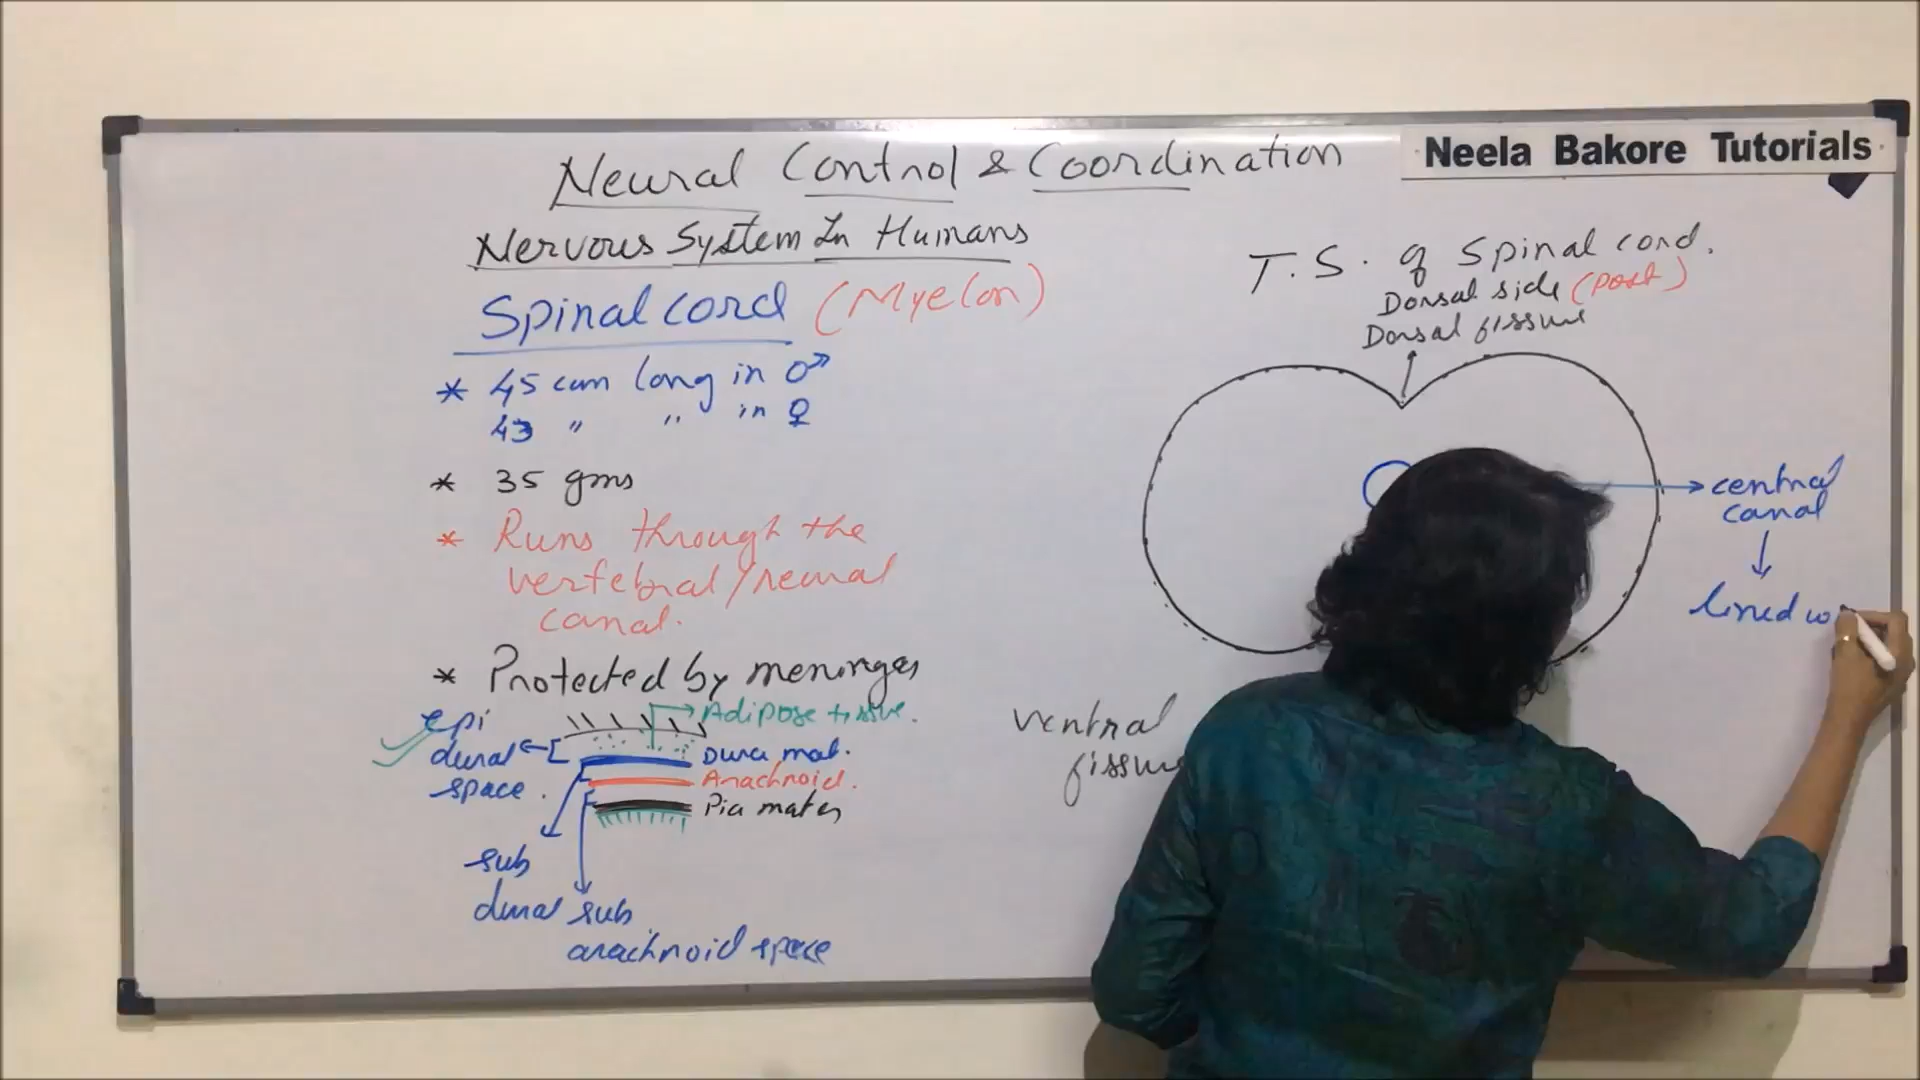 Neela Bakore Tutorials
Neural Control & Coordination
Nervous System In Humans
Spinal cord (Myelon)
* 45 cm long in ♂
43 " " in ♀
* 35 gms
* Runs through the
vertebral/neural
canal.
* Protected by meninges
Adipose tissue.
epi
dural
space.
Dura mat.
Arachnoid.
Pia mater
sub
dural
sub
arachnoid space
T.S. of Spinal cord.
Dorsal side (post)
Dorsal fissure
central
canal
lined w
ventral
fissure